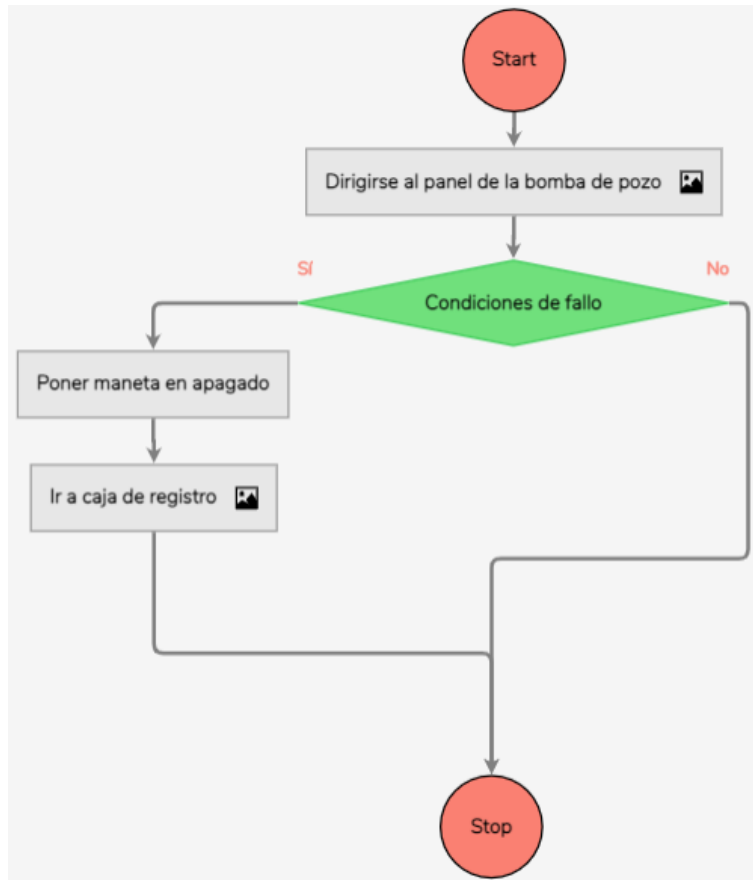 Start
Dirigirse al panel de la bomba de pozo
Sí
No
Condiciones de fallo
Poner maneta en apagado
Ir a caja de registro
Stop